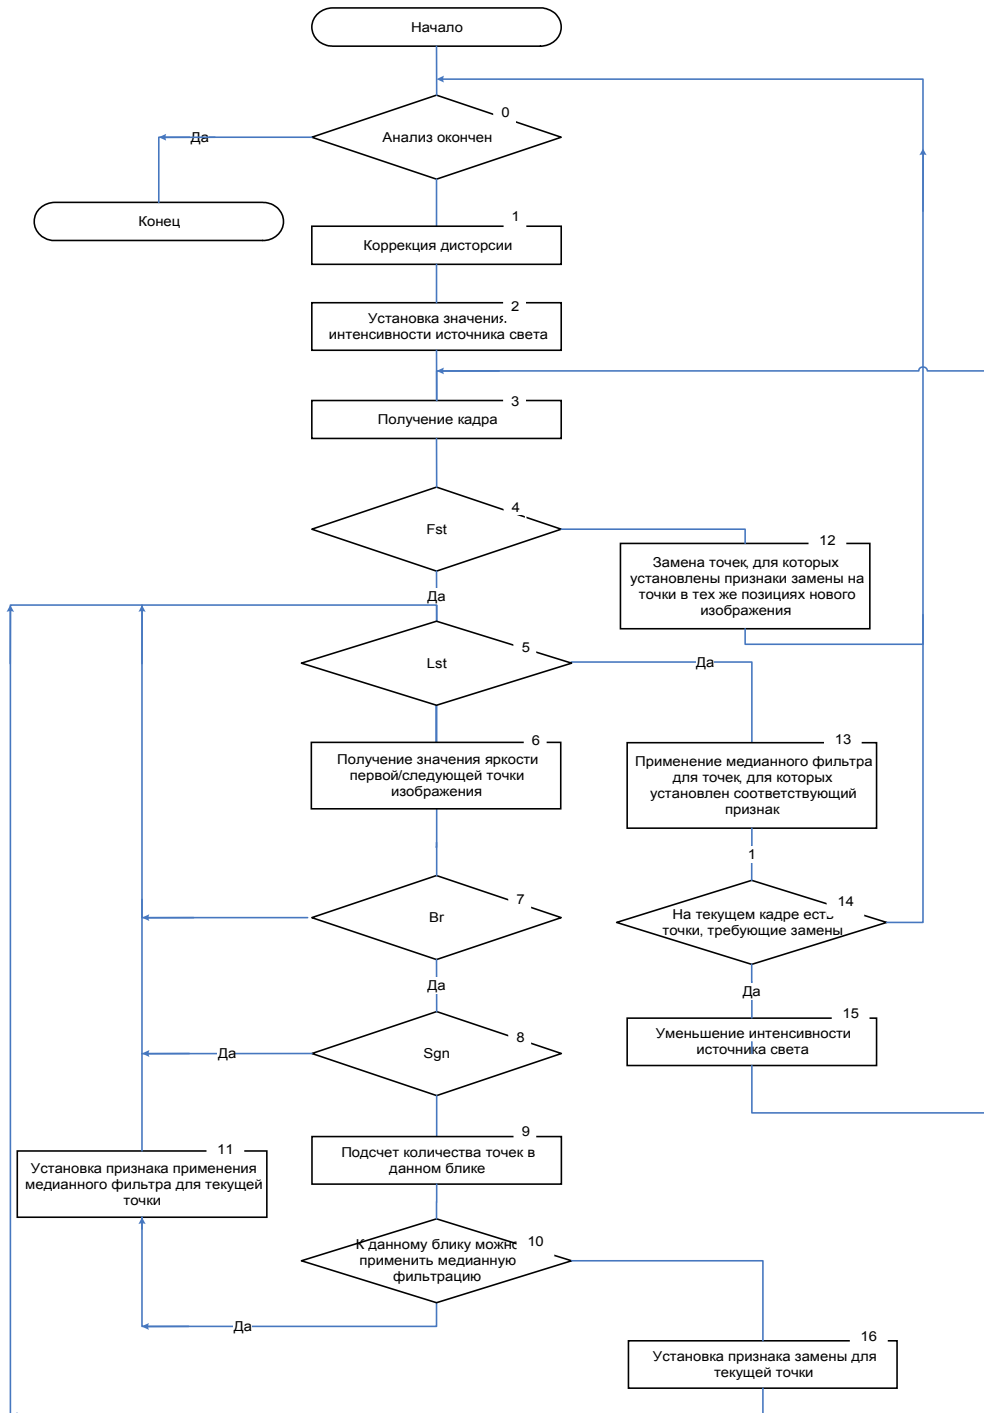 Начало
0
Анализ окончен
Да
Конец
1
Коррекция дисторсии
2
Установка значения
интенсивности источника света
3
Получение кадра
4
Fst
12
Замена точек, для которых
установлены признаки замены на
точки в тех же позициях нового
изображения
Да
5
Lst
Да
6
Получение значения яркости
первой/следующей точки
изображения
13
Применение медианного фильтра
для точек, для которых
установлен соответствующий
признак
1
7
Br
14
На текущем кадре есть
точки, требующие замены
Да
Да
8
Sgn
Да
15
Уменьшение интенсивности
источника света
9
Подсчет количества точек в
данном блике
11
Установка признака применения
медианного фильтра для текущей
точки
10
К данному блику можно
применить медианную
фильтрацию
Да
16
Установка признака замены для
текущей точки